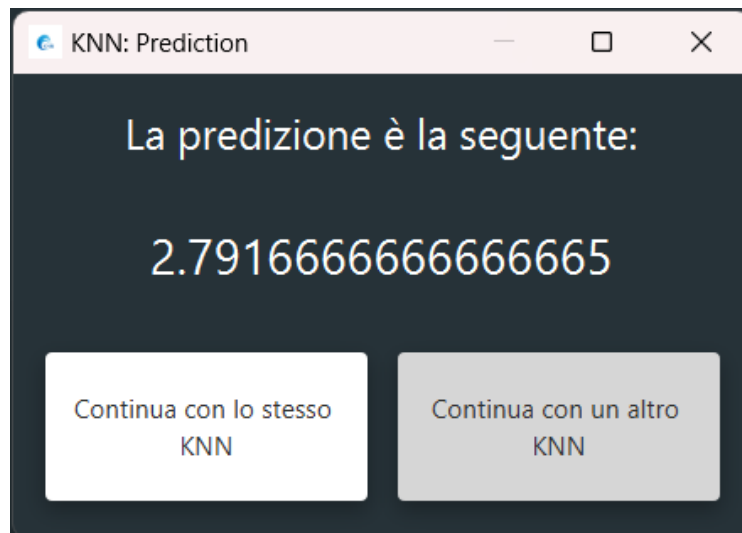 KNN: Prediction
La predizione è la seguente:
2.7916666666666665
Continua con lo stesso
KNN
Continua con un altro
KNN